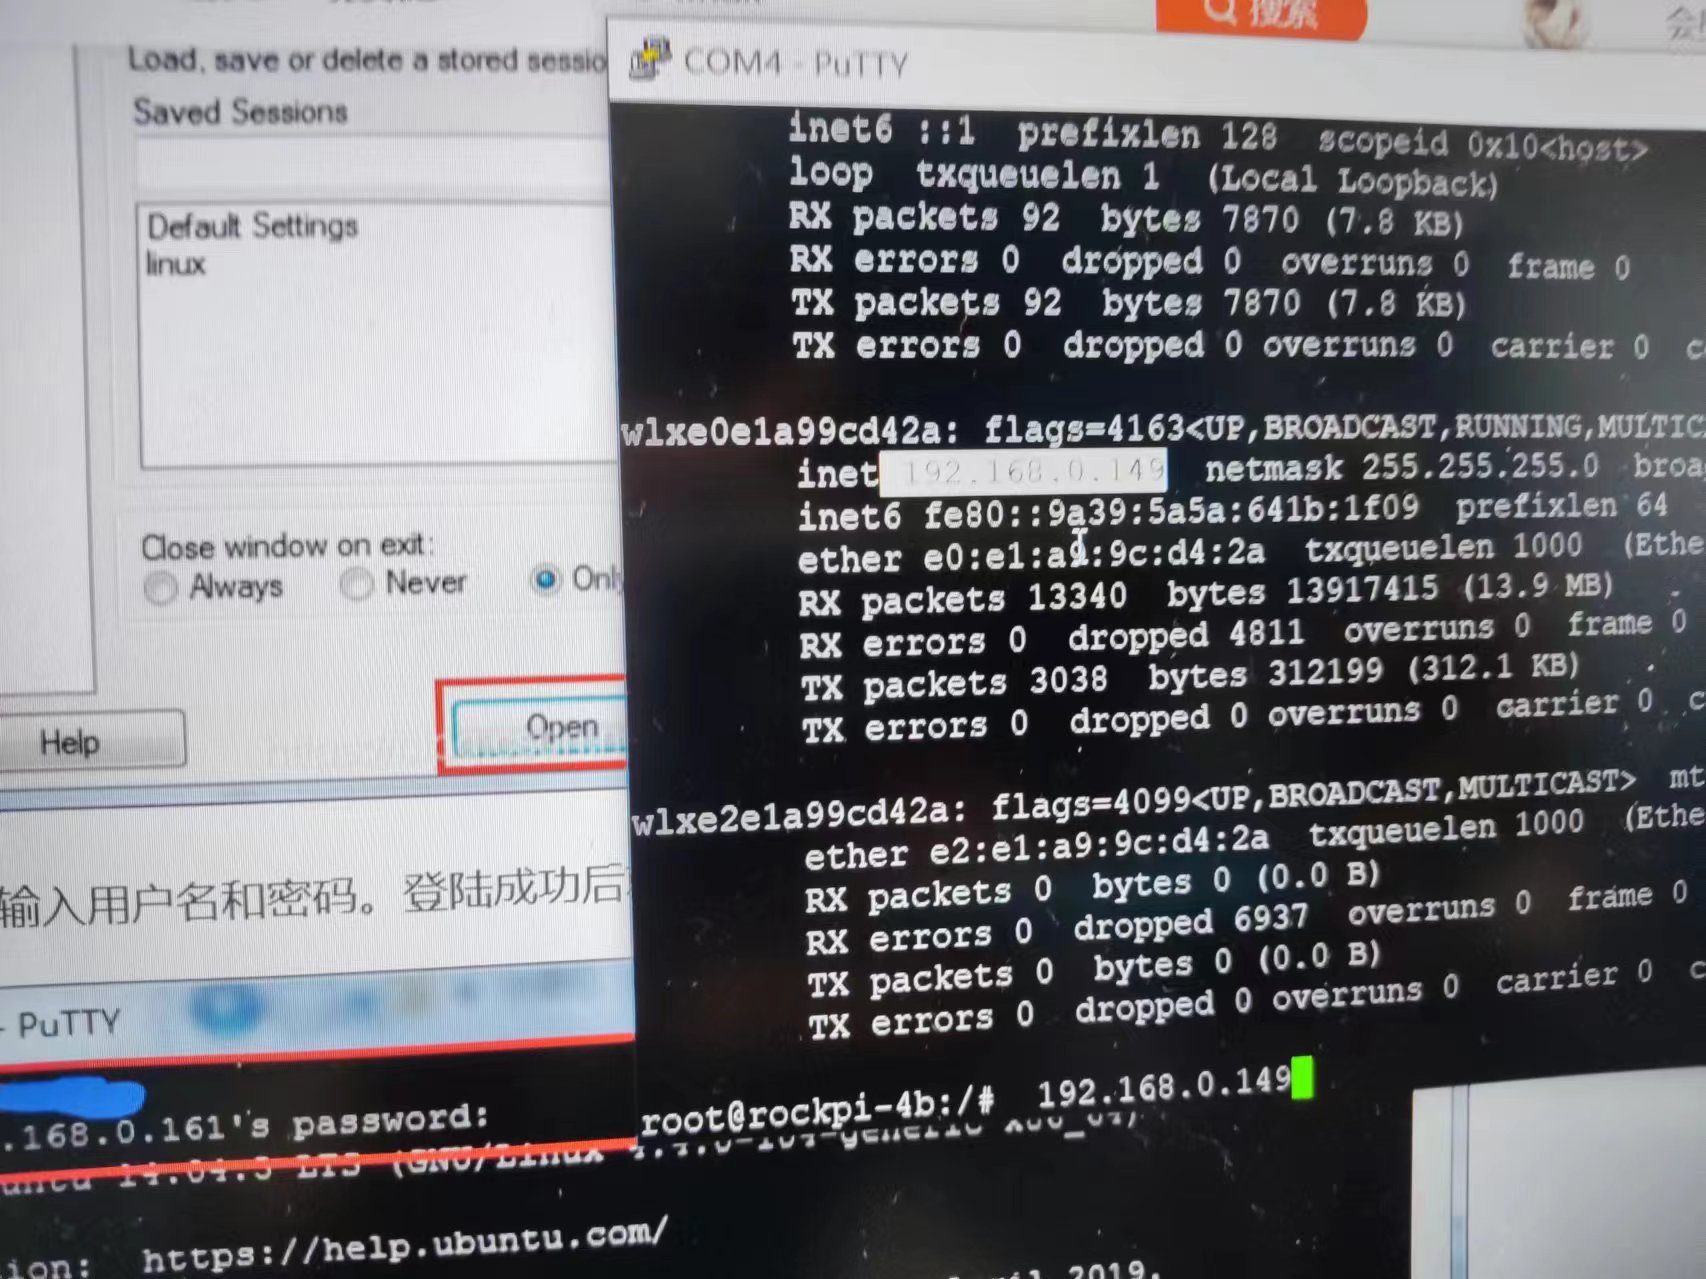 搜索
Load, save or delete a stored sessio
Saved Sessions
Default Settings
linux
Close window on exit:
Always
Never
Only
Help
Open
输入用户名和密码。登陆成功后
- PuTTY
.168.0.161's password:
14.04.5 LTS (GNU/Linux
https://help.ubuntu.com/
2019.
COM4 - PuTTY
inet6 ::1 prefixlen 128 scopeid 0x10<host>
loop txqueuelen 1 (Local Loopback)
RX packets 92 bytes 7870 (7.8 KB)
RX errors 0 dropped 0 overruns 0 frame 0
TX packets 92 bytes 7870 (7.8 KB)
TX errors 0 dropped 0 overruns 0 carrier 0 c
wlxe0e1a99cd42a: flags=4163<UP,BROADCAST,RUNNING,MULTIC
inet 192.168.0.149 netmask 255.255.255.0 broa
inet6 fe80::9a39:5a5a:641b:1f09 prefixlen 64
ether e0:e1:a9:9c:d4:2a txqueuelen 1000 (Ethe
RX packets 13340 bytes 13917415 (13.9 MB)
RX errors 0 dropped 4811 overruns 0 frame 0
TX packets 3038 bytes 312199 (312.1 KB)
TX errors 0 dropped 0 overruns 0 carrier 0 c
wlxe2e1a99cd42a: flags=4099<UP,BROADCAST,MULTICAST> mt
ether e2:e1:a9:9c:d4:2a txqueuelen 1000 (Ethe
RX packets 0 bytes 0 (0.0 B)
RX errors 0 dropped 6937 overruns 0 frame 0
TX packets 0 bytes 0 (0.0 B)
TX errors 0 dropped 0 overruns 0 carrier 0 c
root@rockpi-4b:/# 192.168.0.149